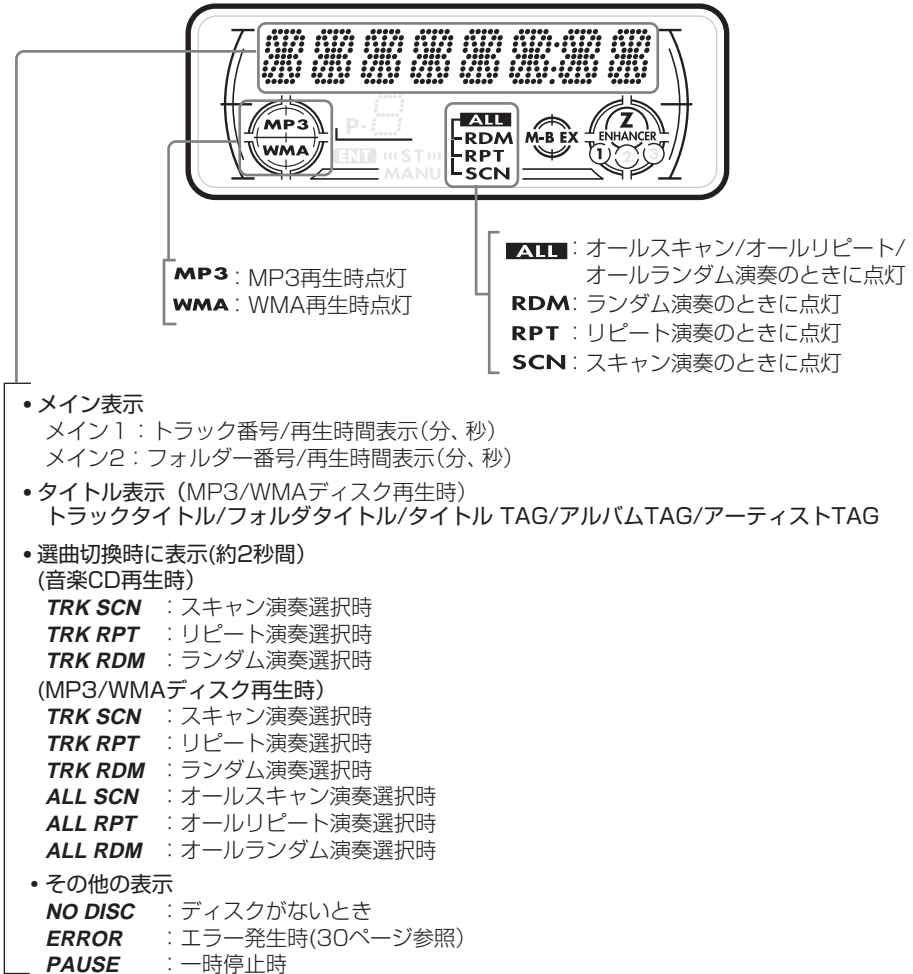 MP3
WMA
P-
ENT ST
MANU
ALL
RDM
RPT
SCN
M-B EX
Z
ENHANCER
1 2 3
MP3：MP3再生時点灯
WMA：WMA再生時点灯
ALL：オールスキャン/オールリピート/
オールランダム演奏のときに点灯
RDM：ランダム演奏のときに点灯
RPT：リピート演奏のときに点灯
SCN：スキャン演奏のときに点灯
•メイン表示
メイン1：トラック番号/再生時間表示(分、秒)
メイン2：フォルダー番号/再生時間表示(分、秒)
•タイトル表示（MP3/WMAディスク再生時）
トラックタイトル/フォルダタイトル/タイトル TAG/アルバムTAG/アーティストTAG
•選曲切換時に表示(約2秒間)
(音楽CD再生時)
TRK SCN：スキャン演奏選択時
TRK RPT：リピート演奏選択時
TRK RDM：ランダム演奏選択時
(MP3/WMAディスク再生時)
TRK SCN：スキャン演奏選択時
TRK RPT：リピート演奏選択時
TRK RDM：ランダム演奏選択時
ALL SCN：オールスキャン演奏選択時
ALL RPT：オールリピート演奏選択時
ALL RDM：オールランダム演奏選択時
•その他の表示
NO DISC：ディスクがないとき
ERROR：エラー発生時(30ページ参照)
PAUSE：一時停止時